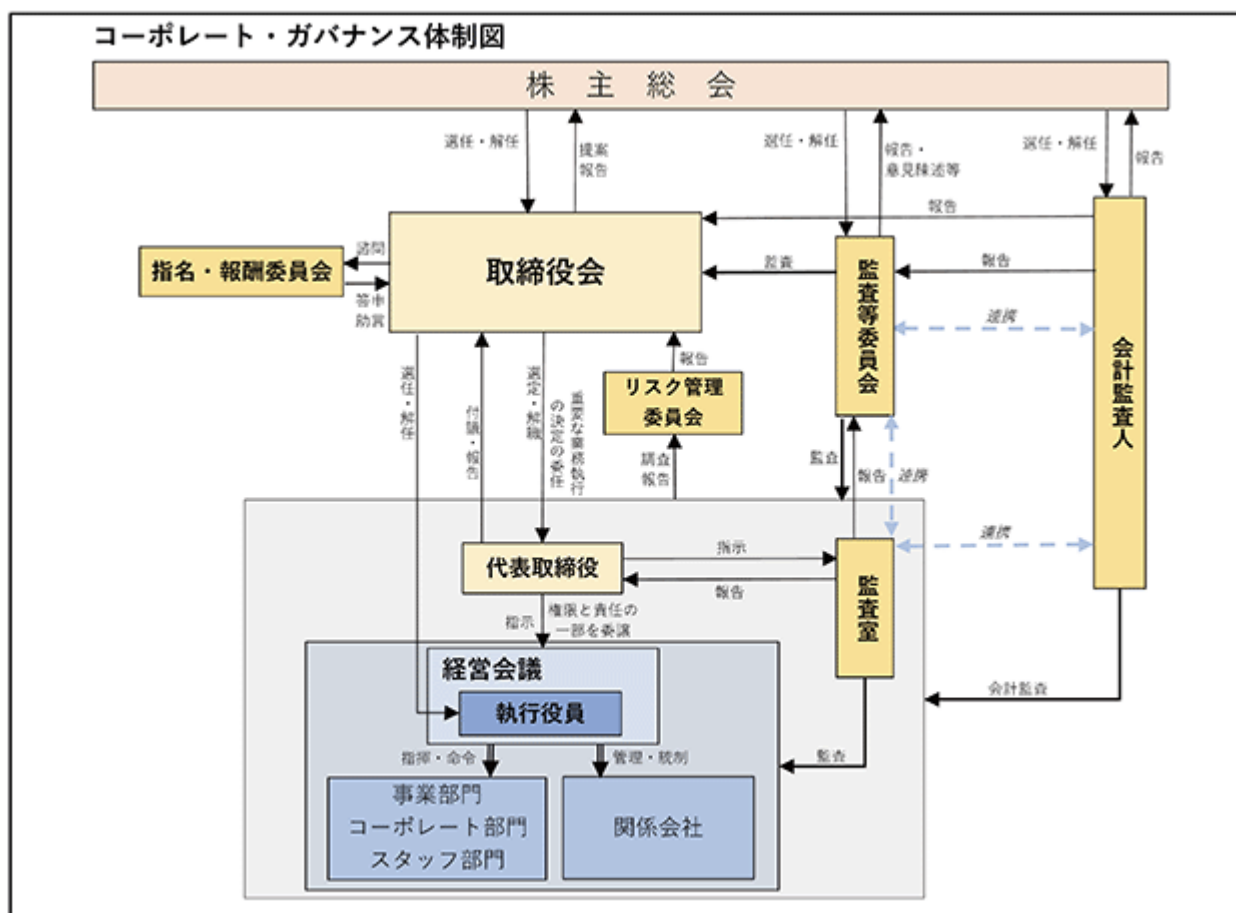 コーポレート・ガバナンス体制図
株主総会
選任・解任
提案
報告
選任・解任
報告・
意見陳述等
選任・解任
報告
報告
諮問
指名・報酬委員会
答申
助言
取締役会
監査
監査等委員会
報告
連携
会計監査人
報告
リスク管理
委員会
選任・解任
付議・報告
選定・解職
重要な業務執行
の決定の委任
調査
報告
監査
報告
連携
連携
代表取締役
指示
報告
監査室
指示
権限と責任の
一部を委譲
経営会議
執行役員
会計監査
指揮・命令
管理・統制
監査
事業部門
コーポレート部門
スタッフ部門
関係会社